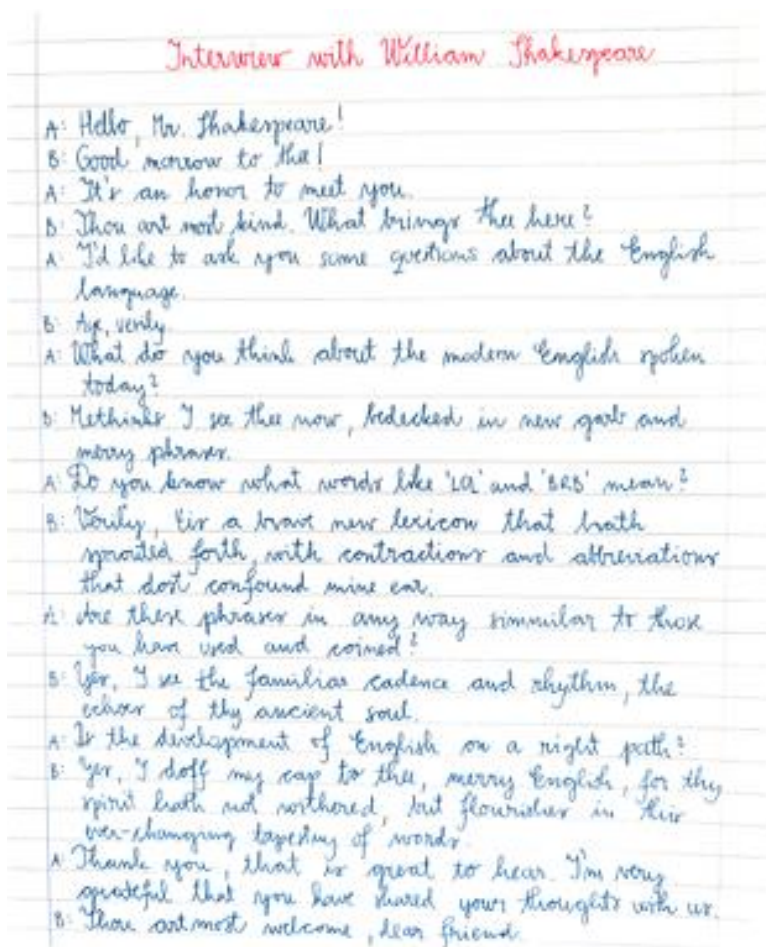 Interwiew with William Shakespeare
A: Hello, Mr. Shakespeare!
B: Good morrow to thee!
A: It's an honor to meet you.
B: Thou art most kind. What brings thee here?
A: I'd like to ask you some questions about the English
language.
B: Aye, verily.
A: What do you think about the modern English spoken
today?
B: Methinks I see thee now, bedecked in new garb and
merry phrases.
A: Do you know what words like 'LOL' and 'BRB' mean?
B: Verily, tis a brave new lexicon that hath
sprouted forth, with contractions and abbreviations
that dost confound mine ear.
A: Are these phrases in any way simmilar to those
you have used and coined?
B: Yes, I see the familiar cadence and rhythm, the
echoes of thy ancient soul.
A: Is the development of English on a right path?
B: Yes, I doff my cap to thee, merry English, for thy
spirit hath not withered, but flourishes in this
ever-changing tapestry of words.
A: Thank you, that is great to hear. I'm very
grateful that you have shared your thoughts with us.
B: Thou art most welcome, dear friend.